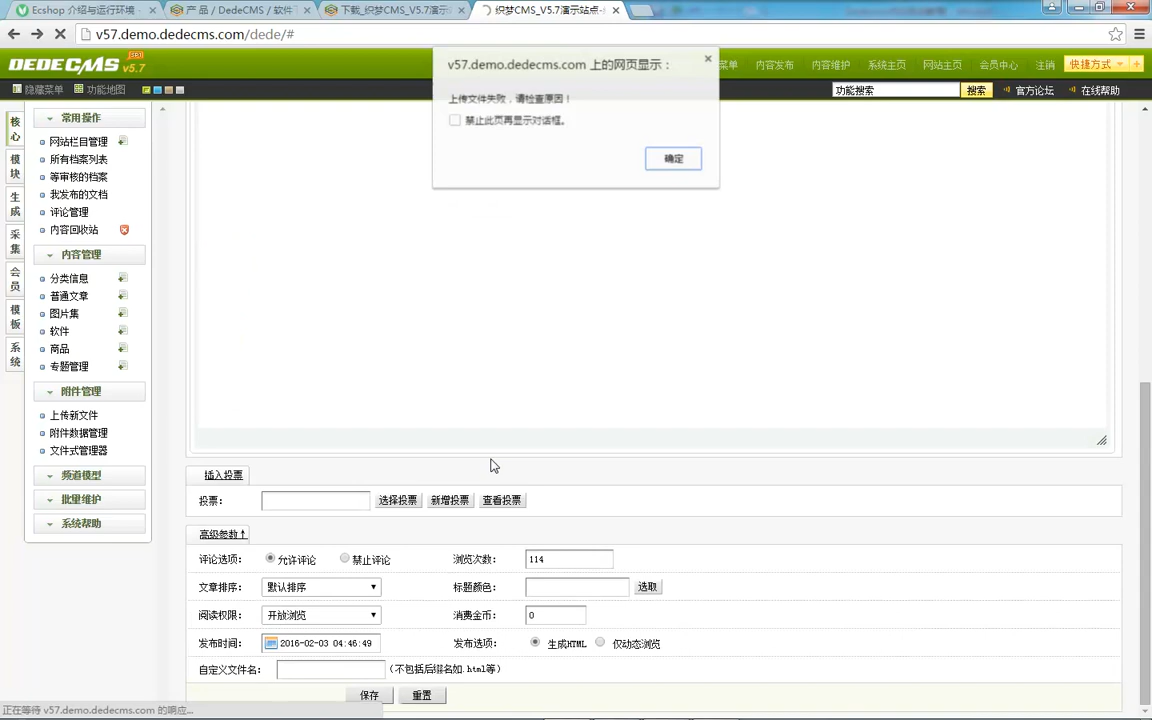 Ecshop 介绍与运行环境 -
产 品 / DedeCMS / 软件下
下载_织梦CMS_V5.7演示
织梦CMS_V5.7演示站点-
v57.demo.dedecms.com/dede/#
DEDECMS v5.7 SP1
菜单
内容发布
内容维护
系统主页
网站主页
会员中心
注销
快捷方式
v57.demo.dedecms.com 上的网页显示：
上传文件失败，请检查原因！
禁止此页再显示对话框。
确定
隐藏菜单
功能地图
功能搜索
搜索
官方论坛
在线帮助
核心
模块
生成
采集
会员
模板
系统
常用操作
网站栏目管理
所有档案列表
等审核的档案
我发布的文档
评论管理
内容回收站
内容管理
分类信息
普通文章
图片集
软件
商品
专题管理
附件管理
上传新文件
附件数据管理
文件式管理器
频道模型
批量维护
系统帮助
插入投票
投票： 选择投票 新增投票 查看投票
高级参数↑
评论选项： 允许评论 禁止评论 浏览次数： 114
文章排序： 默认排序 标题颜色： 选取
阅读权限： 开放浏览 消费金币： 0
发布时间： 2016-02-03 04:46:49 发布选项： 生成HTML 仅动态浏览
自定义文件名： （不包括后缀名如.html等）
保存 重置
正在等待 v57.demo.dedecms.com 的响应...